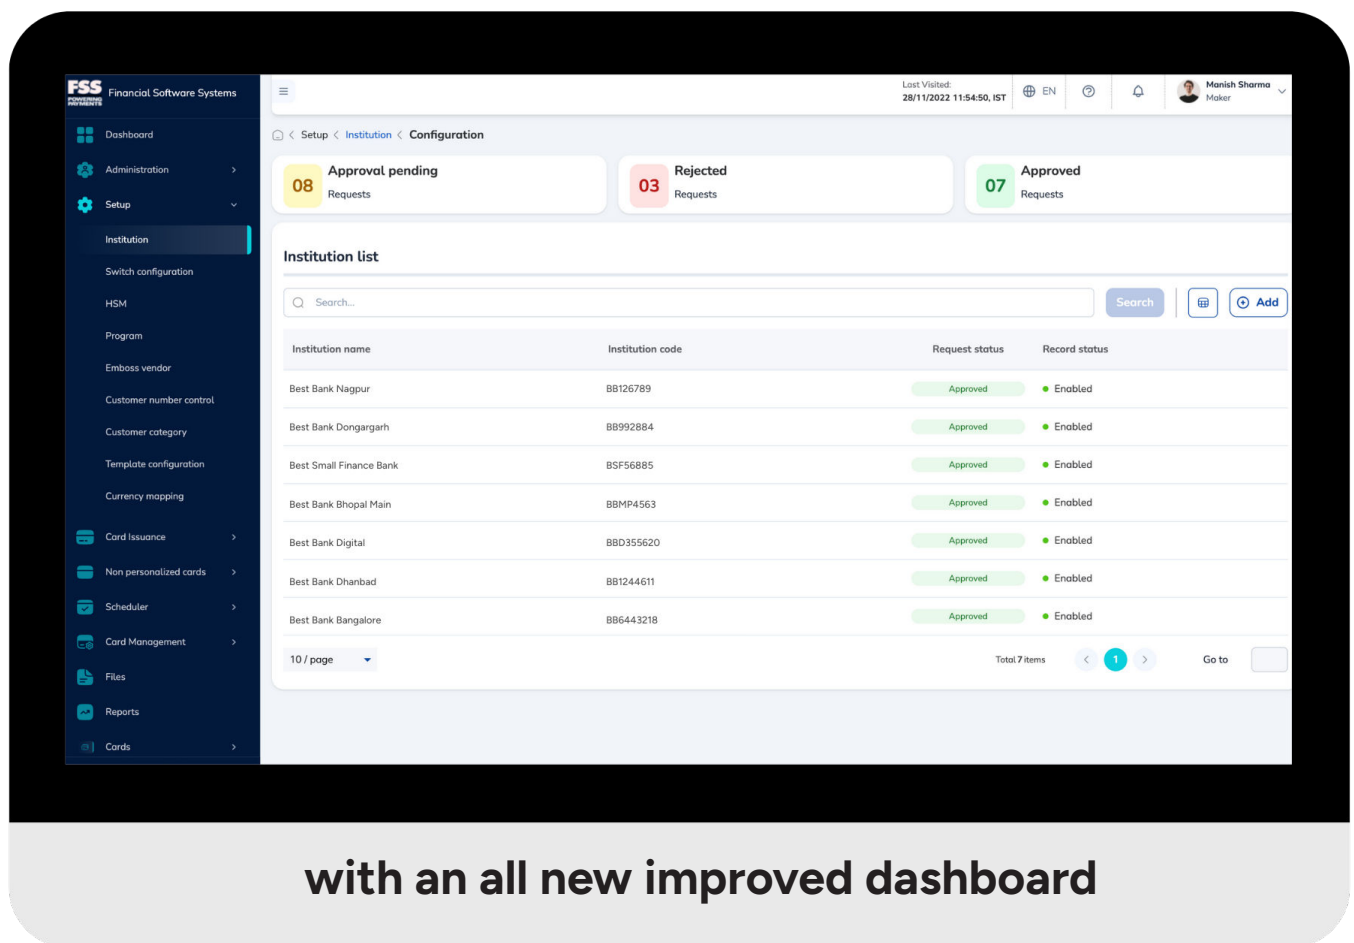 FSS
POWERING
PAYMENTS
Financial Software Systems
Last Visited:
28/11/2022 11:54:50, IST
EN
Manish Sharma
Maker
Dashboard
Administration
Setup
Institution
Switch configuration
HSM
Program
Emboss vendor
Customer number control
Customer category
Template configuration
Currency mapping
Card Issuance
Non personalized cards
Scheduler
Card Management
Files
Reports
Cards
Setup < Institution < Configuration
08 Approval pending
Requests
03 Rejected
Requests
07 Approved
Requests
Institution list
Search... Search Add
Institution name Institution code Request status Record status
Best Bank Nagpur BB126789 Approved Enabled
Best Bank Dongargarh BB992884 Approved Enabled
Best Small Finance Bank BSF56885 Approved Enabled
Best Bank Bhopal Main BBMP4563 Approved Enabled
Best Bank Digital BBD355620 Approved Enabled
Best Bank Dhanbad BB1244611 Approved Enabled
Best Bank Bangalore BB6443218 Approved Enabled
10 / page Total 7 items < 1 > Go to
with an all new improved dashboard